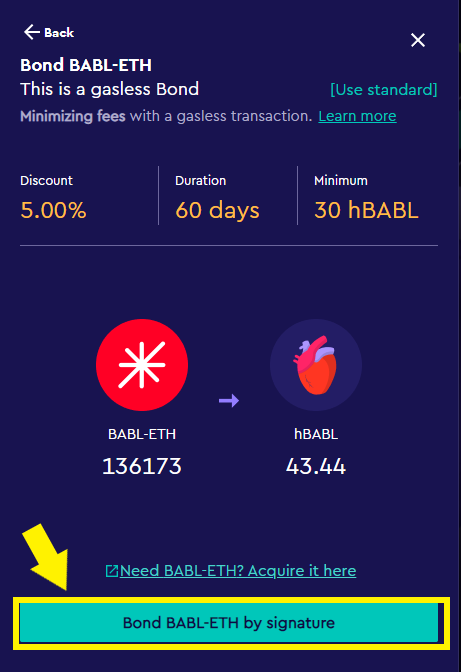 Back
Bond BABL-ETH
This is a gasless Bond [Use standard]
Minimizing fees with a gasless transaction. Learn more
Discount Duration Minimum
5.00% 60 days 30 hBABL
BABL-ETH hBABL
136173 43.44
Need BABL-ETH? Acquire it here
Bond BABL-ETH by signature